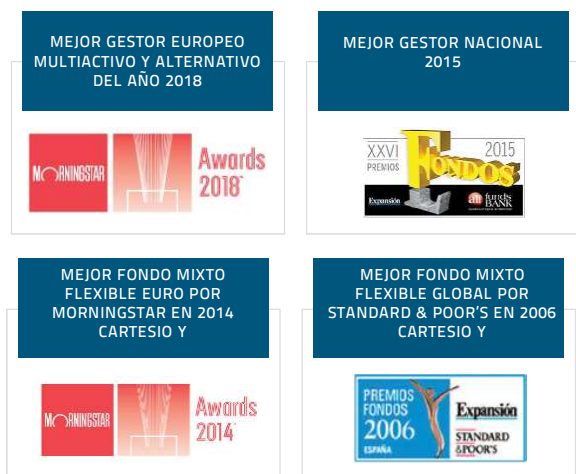 MEJOR GESTOR EUROPEO
MULTIACTIVO Y ALTERNATIVO
DEL AÑO 2018
MORNINGSTAR
Awards
2018
MEJOR GESTOR NACIONAL
2015
XXVI
PREMIOS
FONDOS
2015
Expansión
all funds
BANK
MEJOR FONDO MIXTO
FLEXIBLE EURO POR
MORNINGSTAR EN 2014
CARTESIO Y
MORNINGSTAR
Awards
2014
MEJOR FONDO MIXTO
FLEXIBLE GLOBAL POR
STANDARD & POOR'S EN 2006
CARTESIO Y
PREMIOS
FONDOS
2006
ESPAÑA
Expansión
STANDARD
&POOR'S